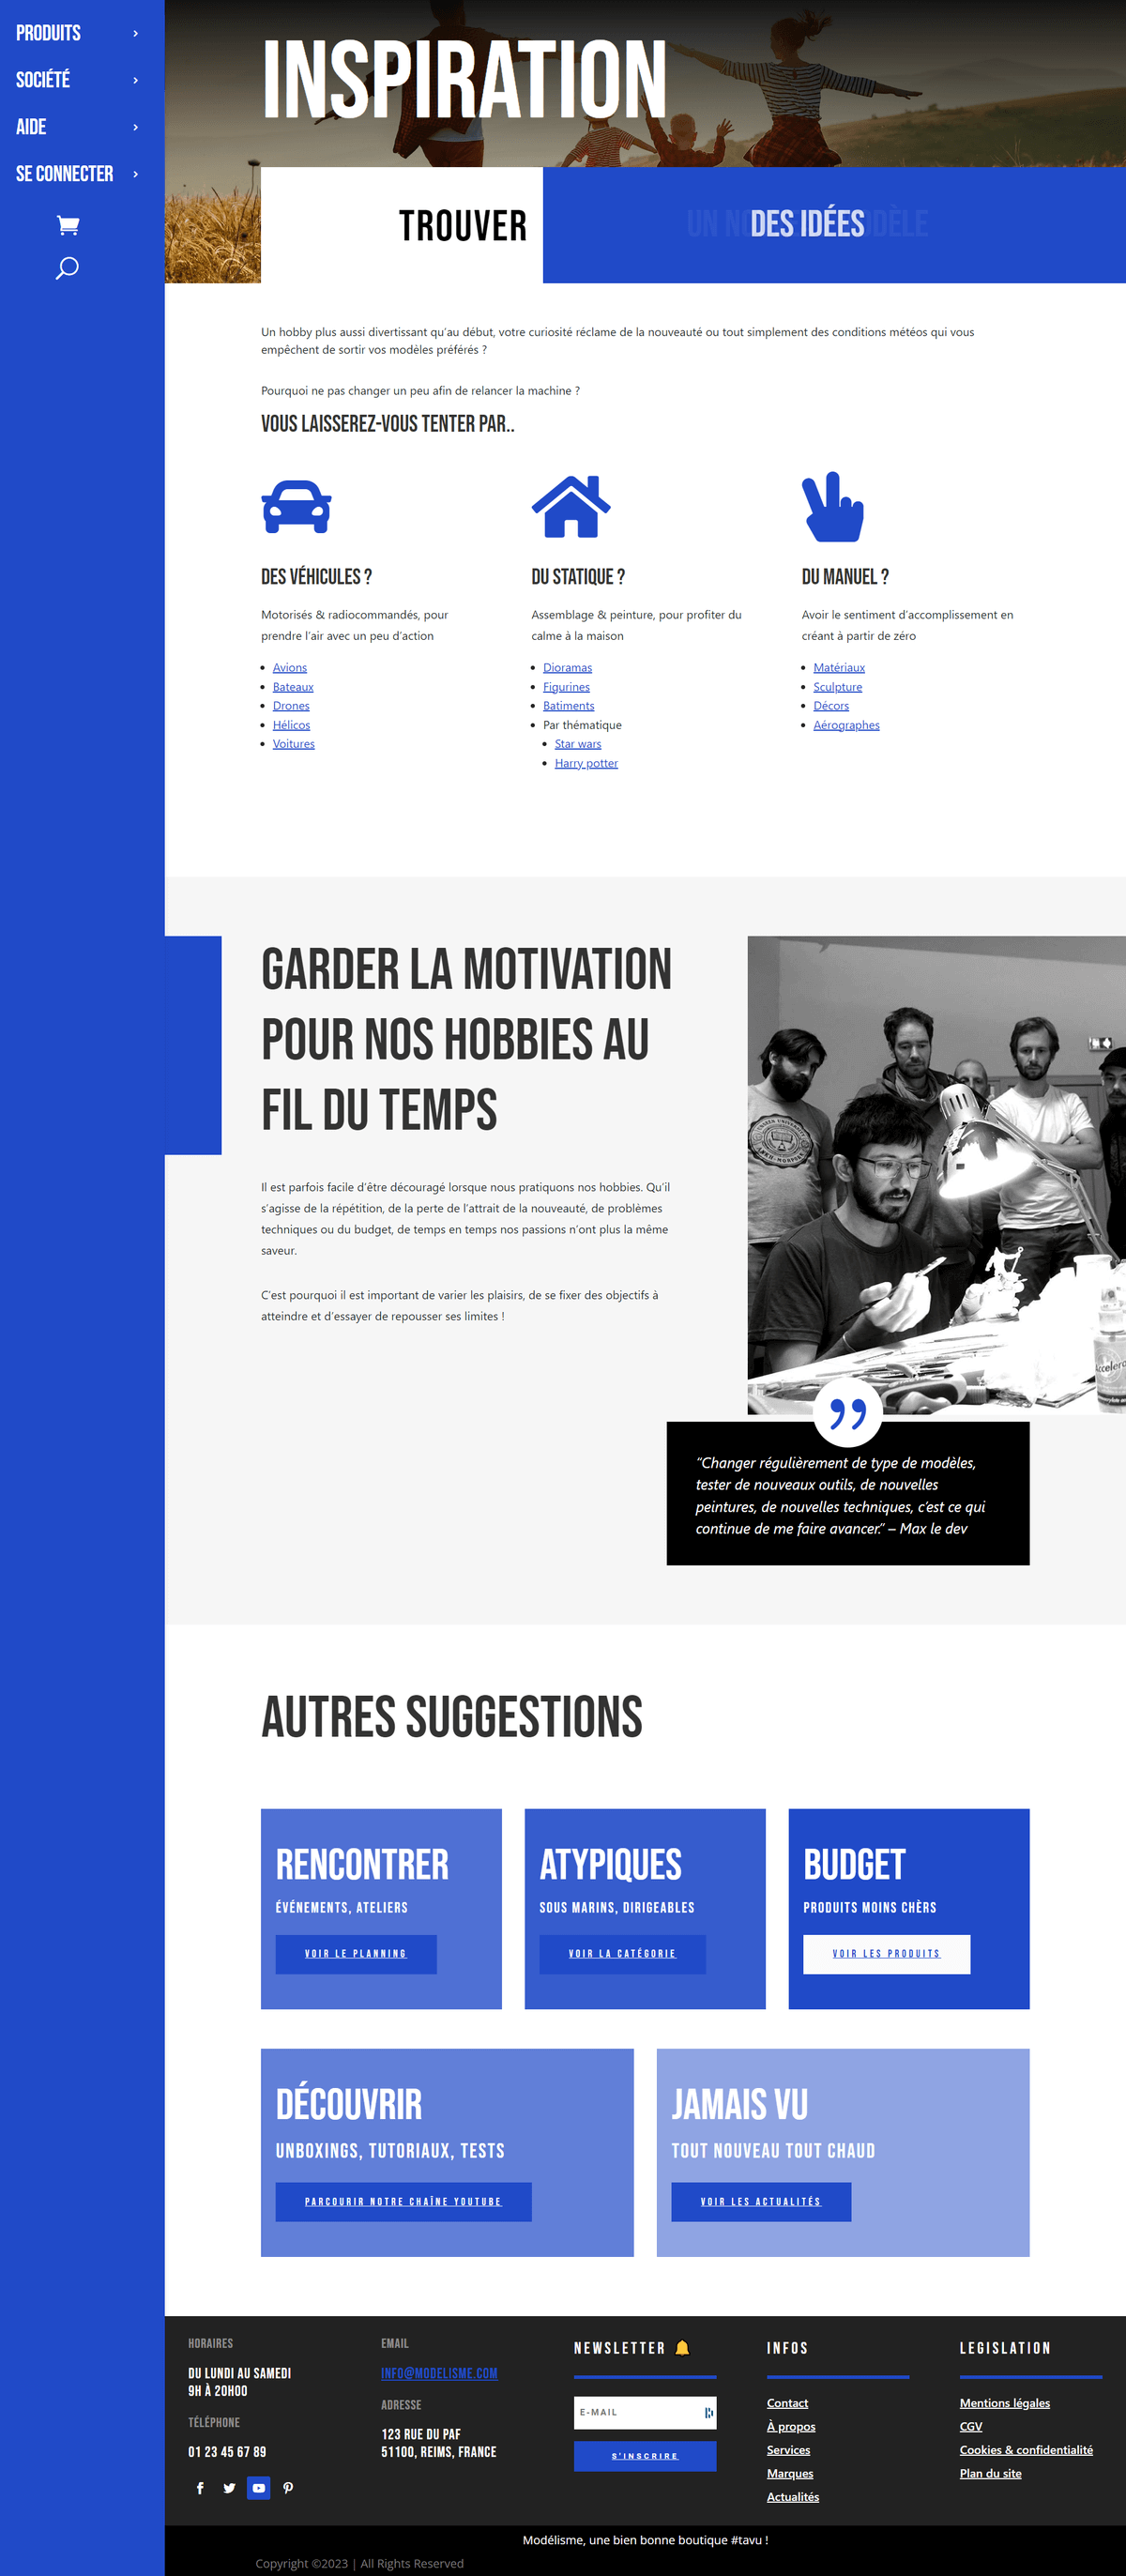 PRODUITS
SOCIÉTÉ
AIDE
SE CONNECTER
INSPIRATION
TROUVER
DES IDÉES
Un hobby plus aussi divertissant qu'au début, votre curiosité réclame de la nouveauté ou tout simplement des conditions météos qui vous
empêchent de sortir vos modèles préférés ?
Pourquoi ne pas changer un peu afin de relancer la machine ?
VOUS LAISSEREZ-VOUS TENTER PAR..
DES VÉHICULES ?
Motorisés & radiocommandés, pour
prendre l'air avec un peu d'action
Avions
Bateaux
Drones
Hélicos
Voitures
DU STATIQUE ?
Assemblage & peinture, pour profiter du
calme à la maison
Dioramas
Figurines
Batiments
Par thématique
Star wars
Harry potter
DU MANUEL ?
Avoir le sentiment d'accomplissement en
créant à partir de zéro
Matériaux
Sculpture
Décors
Aérographes
GARDER LA MOTIVATION
POUR NOS HOBBIES AU
FIL DU TEMPS
Il est parfois facile d'être découragé lorsque nous pratiquons nos hobbies. Qu'il
s'agisse de la répétition, de la perte de l'attrait de la nouveauté, de problèmes
techniques ou du budget, de temps en temps nos passions n'ont plus la même
saveur.
C'est pourquoi il est important de varier les plaisirs, de se fixer des objectifs à
atteindre et d'essayer de repousser ses limites !
"Changer régulièrement de type de modèles,
tester de nouveaux outils, de nouvelles
peintures, de nouvelles techniques, c'est ce qui
continue de me faire avancer." – Max le dev
AUTRES SUGGESTIONS
RENCONTRER
ÉVÉNEMENTS, ATELIERS
VOIR LE PLANNING
ATYPIQUES
SOUS MARINS, DIRIGEABLES
VOIR LA CATÉGORIE
BUDGET
PRODUITS MOINS CHÈRS
VOIR LES PRODUITS
DÉCOUVRIR
UNBOXINGS, TUTORIAUX, TESTS
PARCOURIR NOTRE CHAÎNE YOUTUBE
JAMAIS VU
TOUT NOUVEAU TOUT CHAUD
VOIR LES ACTUALITÉS
HORAIRES
DU LUNDI AU SAMEDI
9H À 20H00
TÉLÉPHONE
01 23 45 67 89
EMAIL
INFO@MODELISME.COM
ADRESSE
123 RUE DU PAF
51100, REIMS, FRANCE
NEWSLETTER 🔔
E-MAIL
S'INSCRIRE
INFOS
Contact
À propos
Services
Marques
Actualités
LEGISLATION
Mentions légales
CGV
Cookies & confidentialité
Plan du site
Modélisme, une bien bonne boutique #tavu !
Copyright ©2023 | All Rights Reserved